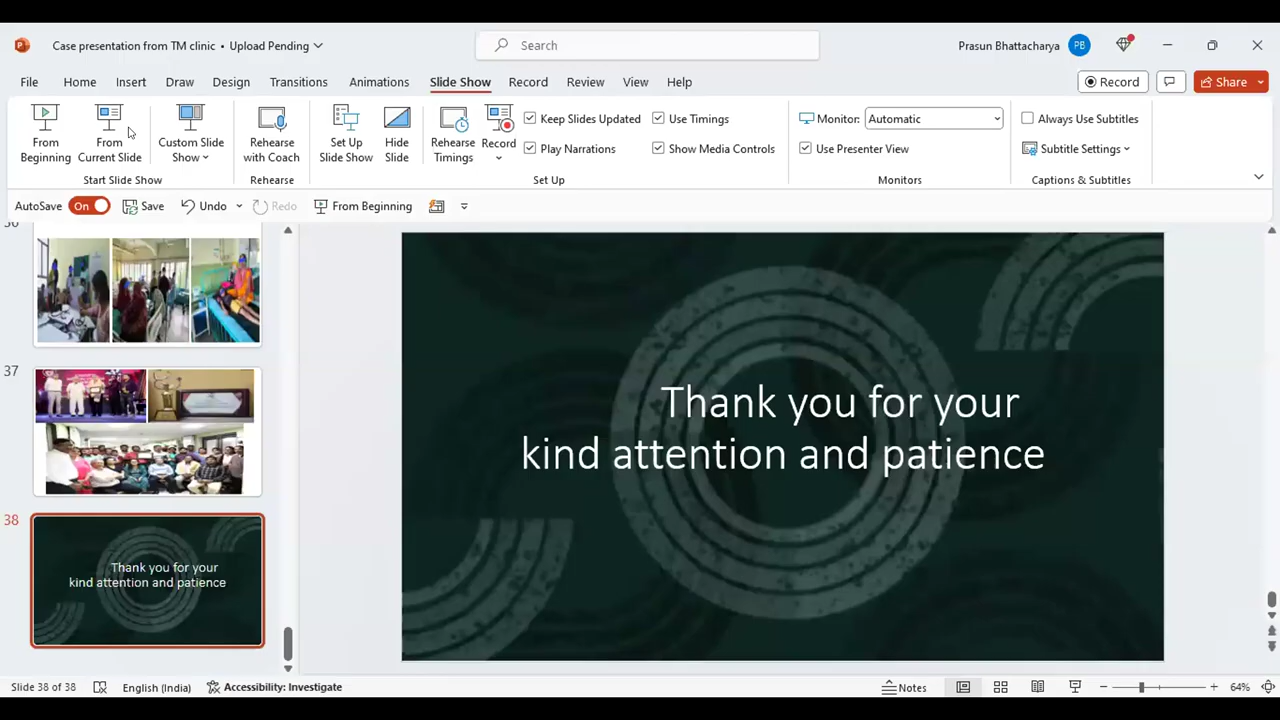 Case presentation from TM clinic • Upload Pending
Search
Prasun Bhattacharya
PB
File Home Insert Draw Design Transitions Animations Slide Show Record Review View Help
Record
Share
From Beginning
From Current Slide
Custom Slide Show
Start Slide Show
Rehearse with Coach
Rehearse
Set Up Slide Show
Hide Slide
Rehearse Timings
Record
Keep Slides Updated
Use Timings
Play Narrations
Show Media Controls
Set Up
Monitor: Automatic
Use Presenter View
Monitors
Always Use Subtitles
Subtitle Settings
Captions & Subtitles
AutoSave On Save Undo Redo From Beginning
37
38
Thank you for your
kind attention and patience
Thank you for your
kind attention and patience
Slide 38 of 38 English (India) Accessibility: Investigate Notes 64%